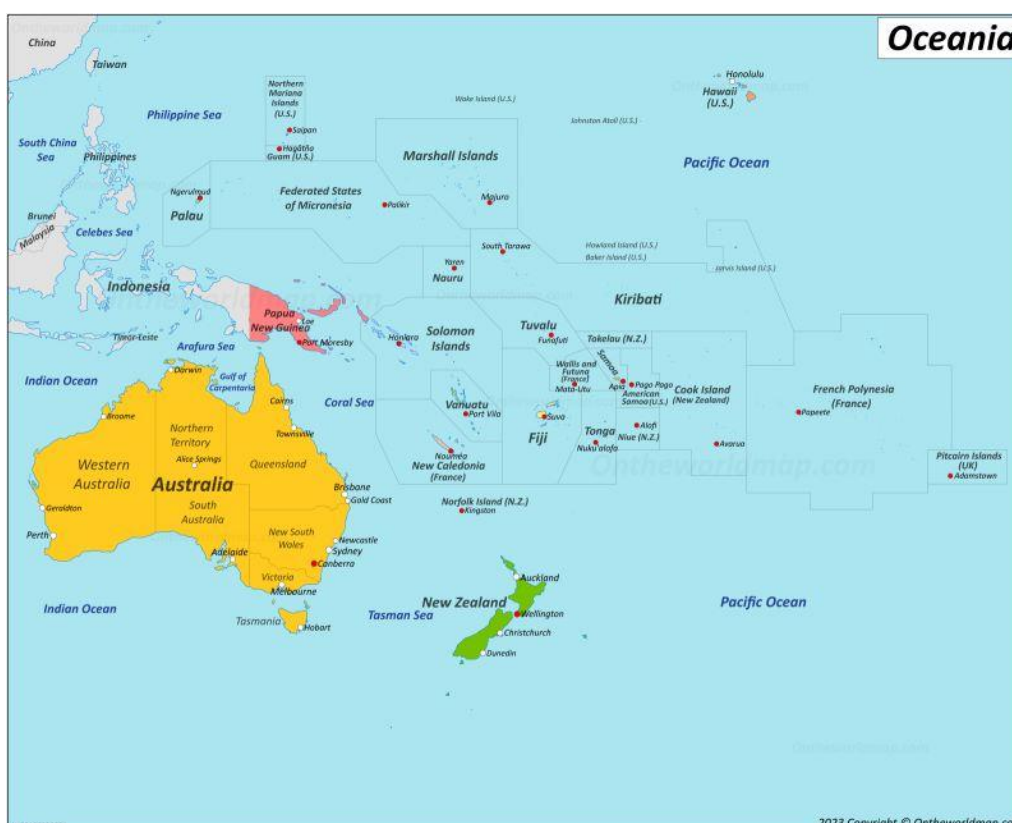 Oceania
China
Taiwan
Honolulu
Hawaii
(U.S.)
Northern
Mariana
Islands
(U.S.)
Wake Island (U.S.)
Philippine Sea
Johnston Atoll (U.S.)
Saipan
South China
Sea
Hagåtña
Guam (U.S.)
Philippines
Marshall Islands
Pacific Ocean
Ngerulmud
Federated States
of Micronesia
Majuro
Palikir
Palau
Brunei
Malaysia
Celebes Sea
South Tarawa
Howland Island (U.S.)
Baker Island (U.S.)
Yaren
Nauru
Jarvis Island (U.S.)
Indonesia
Kiribati
Papua
New Guinea
Lae
Solomon
Islands
Tuvalu
Funafuti
Tokelau (N.Z.)
Timor-Leste
Arafura Sea
Port Moresby
Honiara
Wallis and
Futuna
(France)
Mata-Utu
Samoa
Apia
Pago Pago
American
Samoa (U.S.)
Cook Island
(New Zealand)
French Polynesia
(France)
Papeete
Indian Ocean
Darwin
Gulf of
Carpentaria
Coral Sea
Vanuatu
Port Vila
Suva
Fiji
Tonga
Nuku'alofa
Alofi
Niue (N.Z.)
Avarua
Broome
Cairns
Townsville
Northern
Territory
Alice Springs
Queensland
Western
Australia
Australia
South
Australia
Nouméa
New Caledonia
(France)
Pitcairn Islands
(UK)
Adamstown
Ontheworldmap.com
Brisbane
Gold Coast
Norfolk Island (N.Z.)
Kingston
Geraldton
Perth
New South
Wales
Newcastle
Sydney
Adelaide
Canberra
Victoria
Melbourne
Auckland
Indian Ocean
Tasmania
Hobart
Tasman Sea
New Zealand
Wellington
Christchurch
Dunedin
Pacific Ocean
2023 Copyright © Ontheworldmap.com